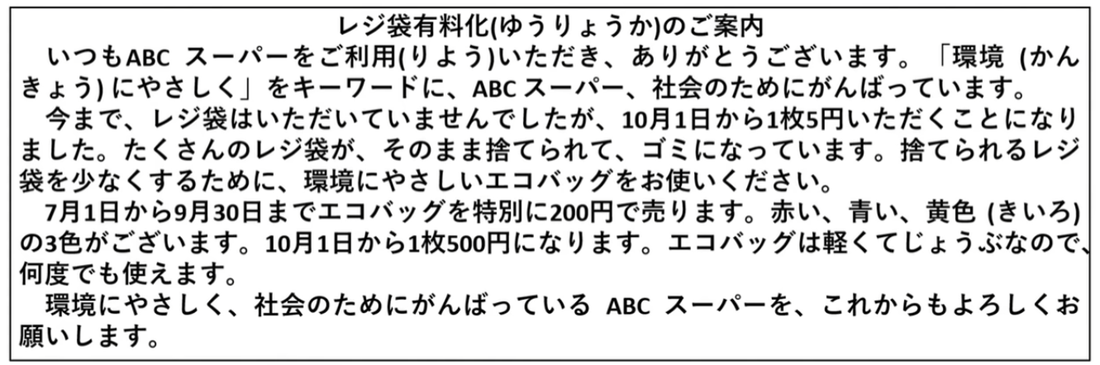 レジ袋有料化(ゆうりょうか)のご案内
いつもABC スーパーをご利用(りよう)いただき、ありがとうございます。「環境 (かん
きょう) にやさしく」をキーワードに、ABC スーパー、社会のためにがんばっています。
今まで、レジ袋はいただいていませんでしたが、10月1日から1枚5円いただくことになり
ました。たくさんのレジ袋が、そのまま捨てられて、ゴミになっています。捨てられるレジ
袋を少なくするために、環境にやさしいエコバッグをお使いください。
7月1日から9月30日までエコバッグを特別に200円で売ります。赤い、青い、黄色 (きいろ)
の3色がございます。10月1日から1枚500円になります。エコバッグは軽くてじょうぶなので、
何度でも使えます。
環境にやさしく、社会のためにがんばっている ABC スーパーを、これからもよろしくお
願いします。